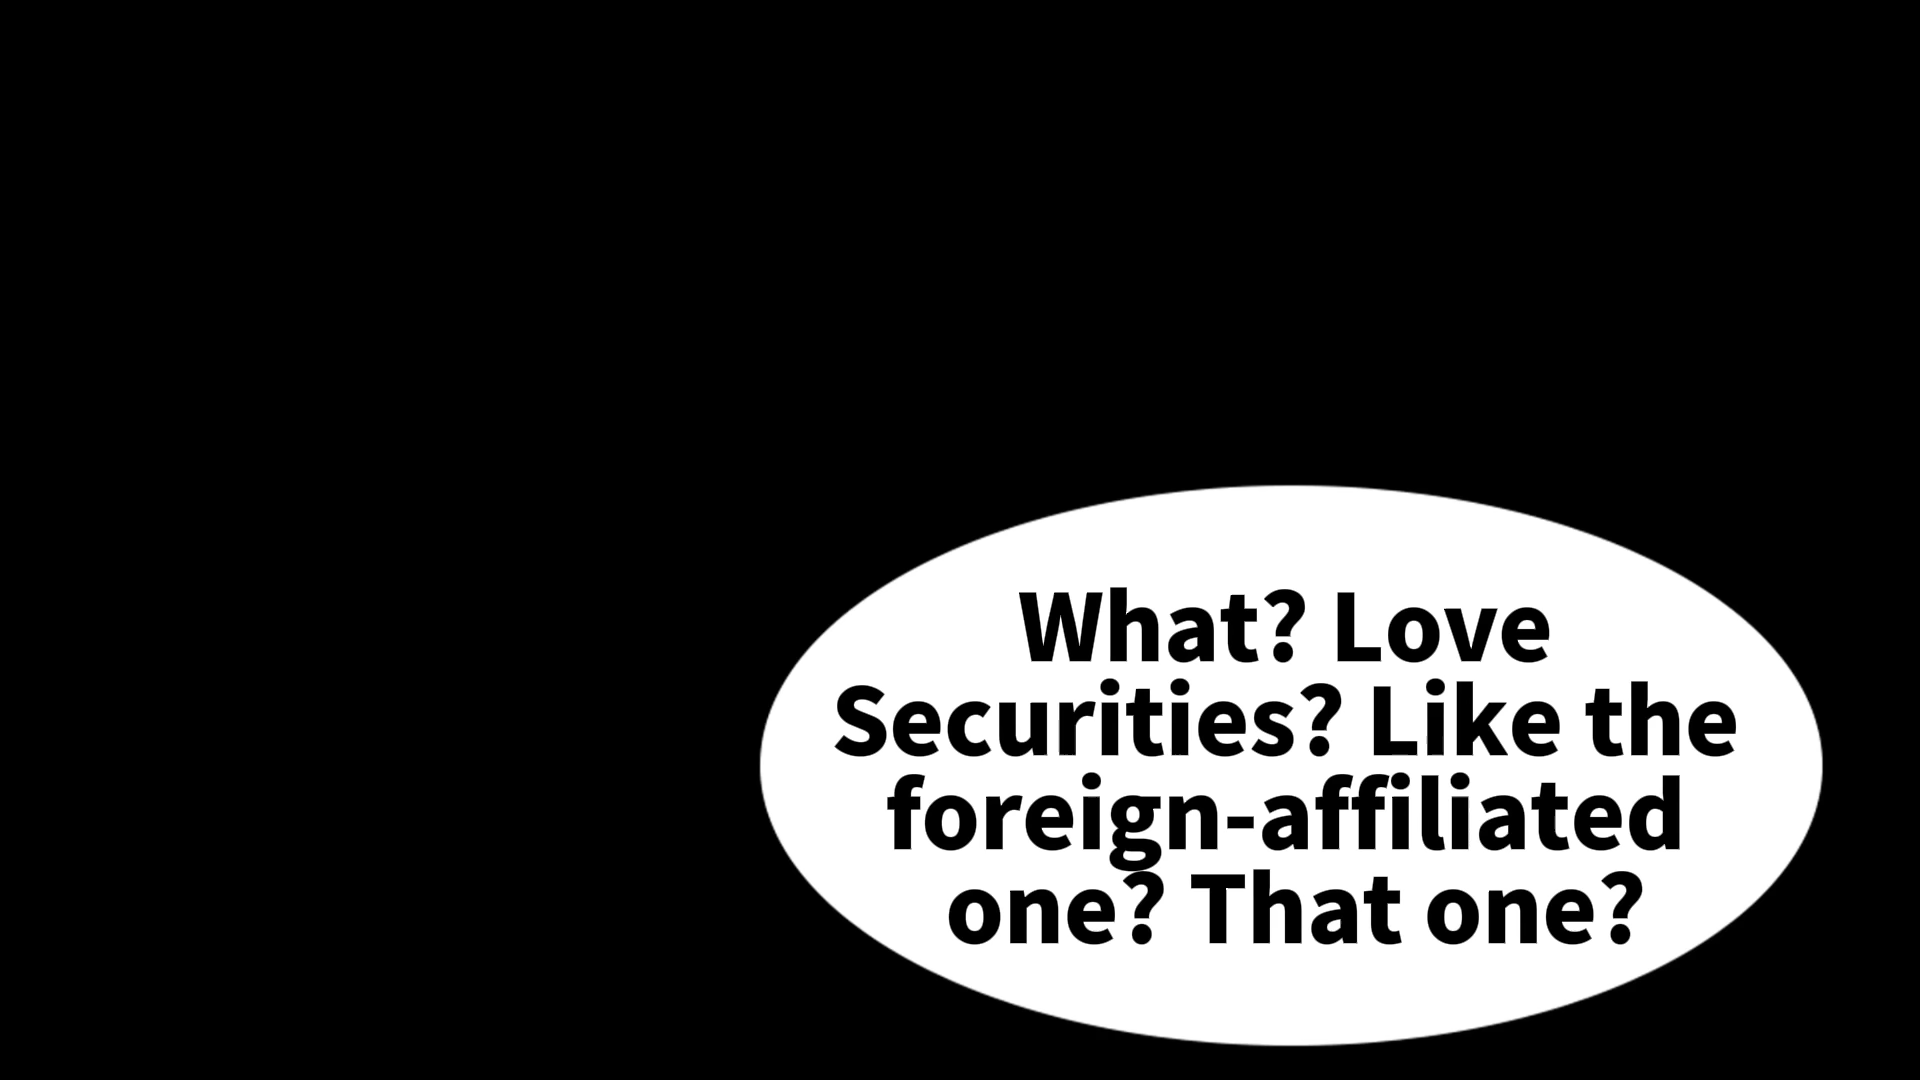 What? Love
Securities? Like the
foreign-affiliated
one? That one?